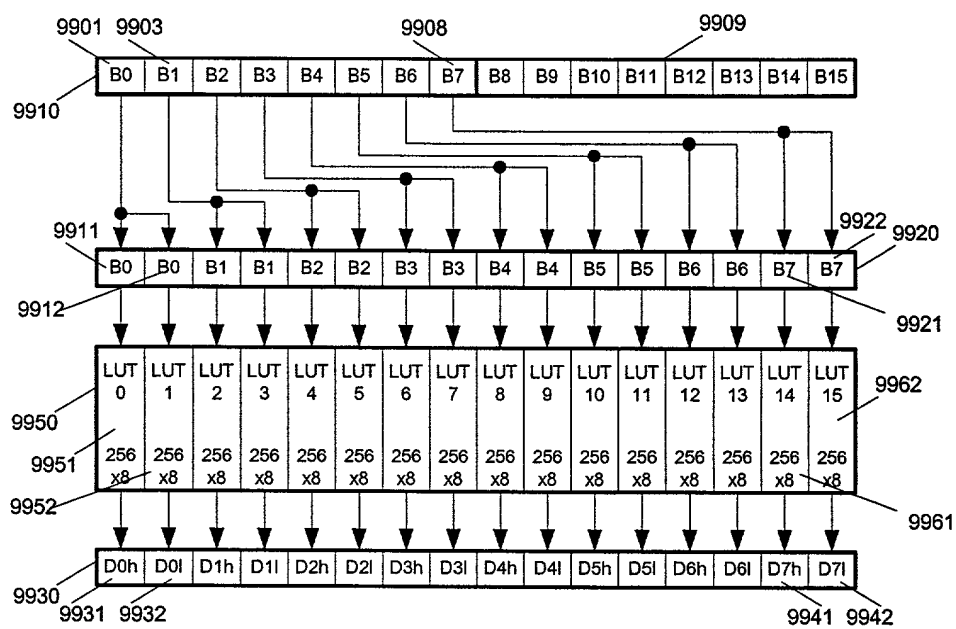 9901 9903 9908 9909
B0 B1 B2 B3 B4 B5 B6 B7 B8 B9 B10 B11 B12 B13 B14 B15
9910
9911 9922 9920
B0 B0 B1 B1 B2 B2 B3 B3 B4 B4 B5 B5 B6 B6 B7 B7
9912 9921
LUT LUT LUT LUT LUT LUT LUT LUT LUT LUT LUT LUT LUT LUT LUT LUT
0 1 2 3 4 5 6 7 8 9 10 11 12 13 14 15
9950 9962
256 256 256 256 256 256 256 256 256 256 256 256 256 256 256 256
9951
x8 x8 x8 x8 x8 x8 x8 x8 x8 x8 x8 x8 x8 x8 x8 x8
9952 9961
D0h D0l D1h D1l D2h D2l D3h D3l D4h D4l D5h D5l D6h D6l D7h D7l
9930
9931 9932 9941 9942